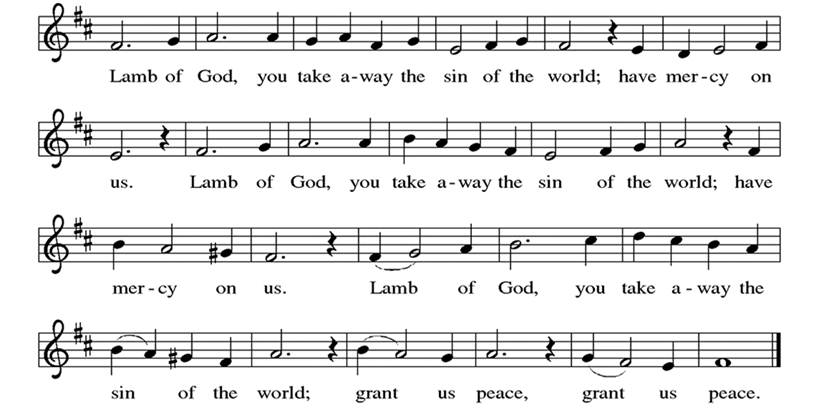 Lamb of God, you take a-way the sin of the world; have mer-cy on
us. Lamb of God, you take a-way the sin of the world; have
mer-cy on us. Lamb of God, you take a-way the
sin of the world; grant us peace, grant us peace.